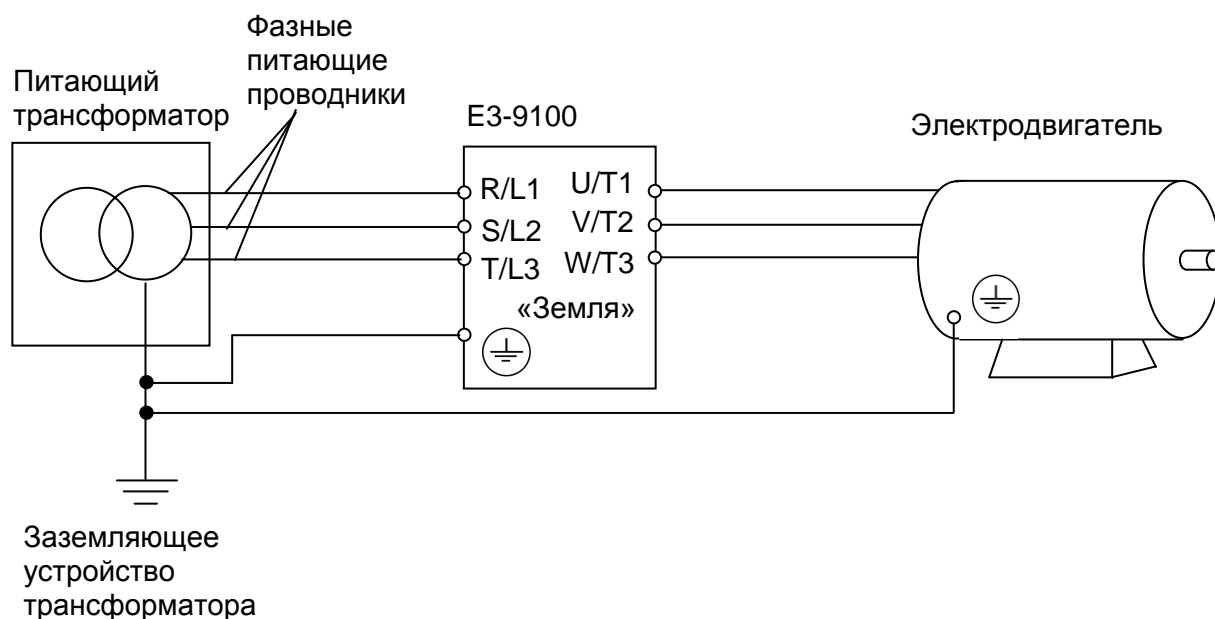 Фазные
питающие
проводники
Питающий
трансформатор
E3-9100
Электродвигатель
R/L1
S/L2
T/L3
U/T1
V/T2
W/T3
«Земля»
Заземляющее
устройство
трансформатора